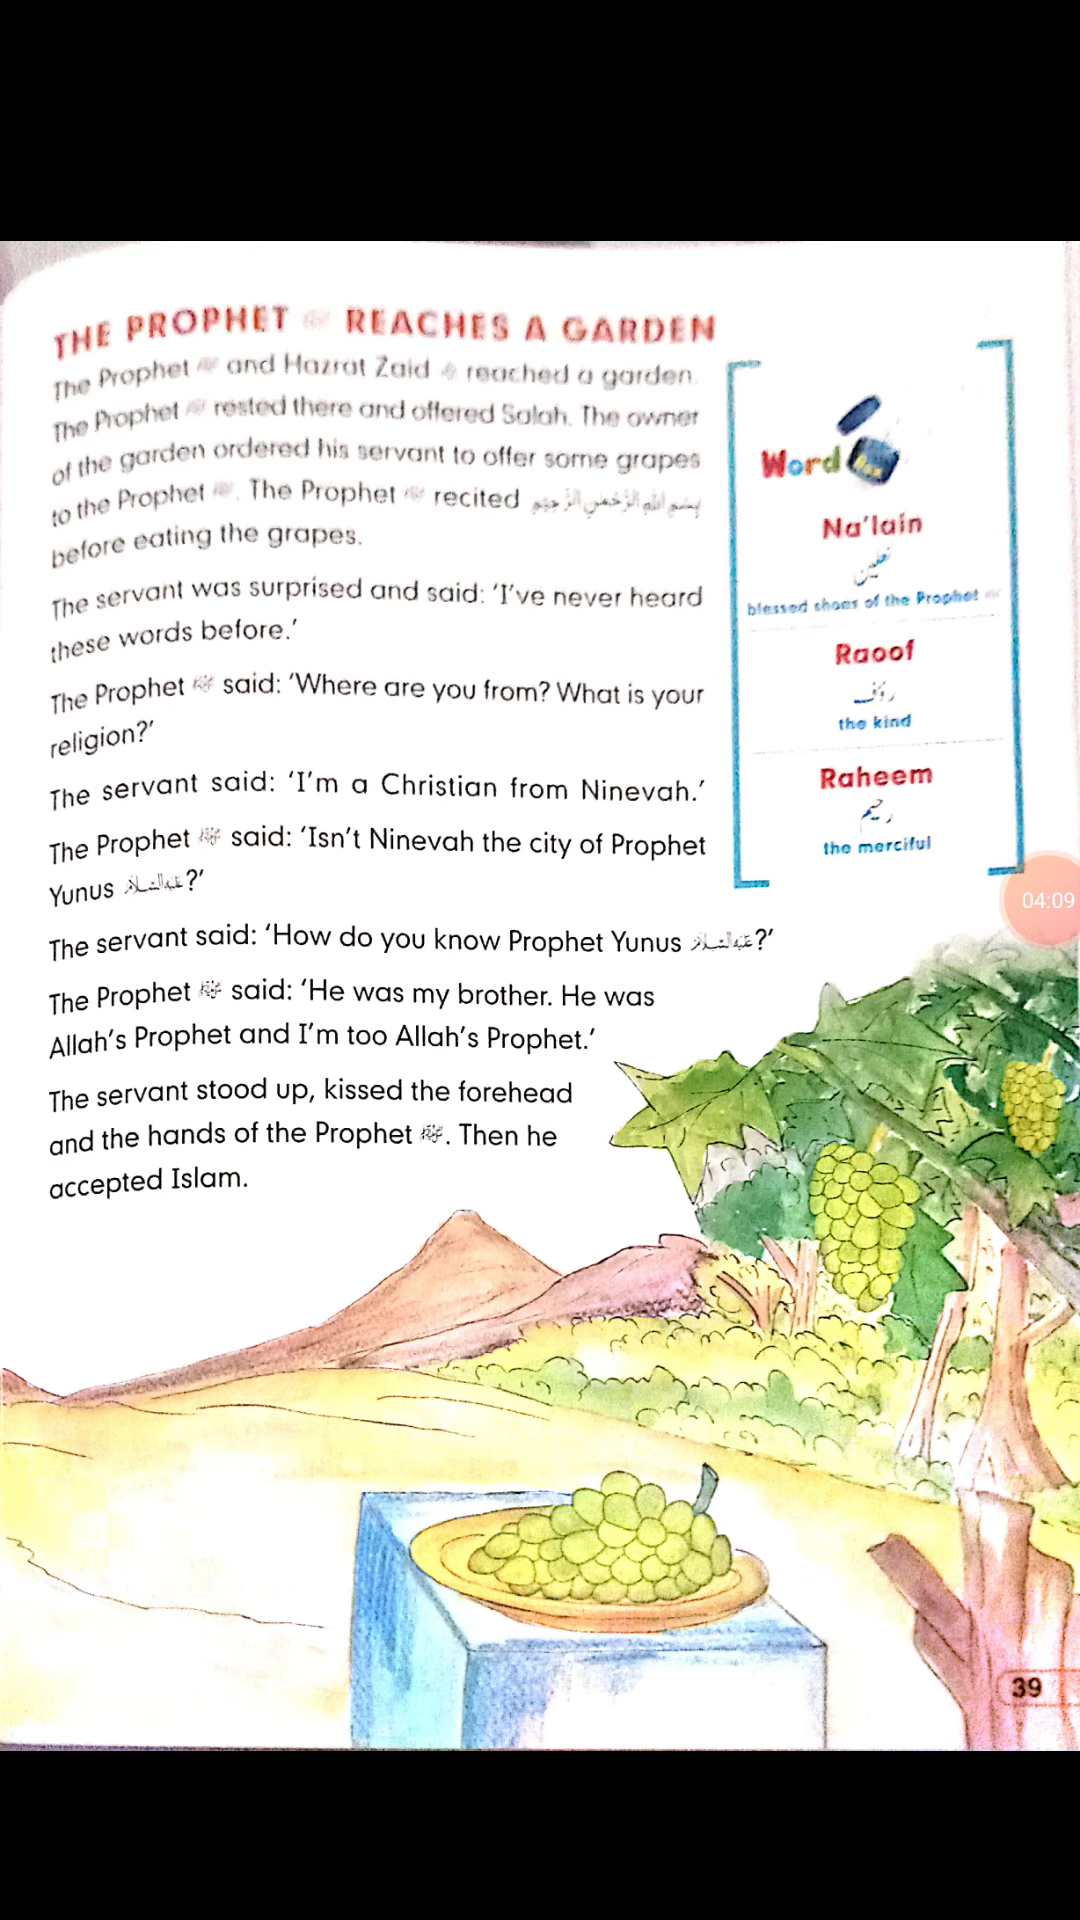 THE PROPHET ﷺ REACHES A GARDEN
The Prophet ﷺ and Hazrat Zaid reached a garden.
The Prophet ﷺ rested there and offered Salah. The owner
of the garden ordered his servant to offer some grapes
to the Prophet ﷺ. The Prophet ﷺ recited بسم الله الرحمن الرحيم
before eating the grapes.
The servant was surprised and said: ‘I’ve never heard
these words before.’
The Prophet ﷺ said: ‘Where are you from? What is your
religion?’
The servant said: ‘I’m a Christian from Ninevah.’
The Prophet ﷺ said: ‘Isn’t Ninevah the city of Prophet
Yunus عليه السلام?’
The servant said: ‘How do you know Prophet Yunus عليه السلام?’
The Prophet ﷺ said: ‘He was my brother. He was
Allah’s Prophet and I’m too Allah’s Prophet.’
The servant stood up, kissed the forehead
and the hands of the Prophet ﷺ. Then he
accepted Islam.
Word Box
Na’lain
نعلین
blessed shoes of the Prophet ﷺ
Raoof
رؤف
the kind
Raheem
رحیم
the merciful
04:09
39